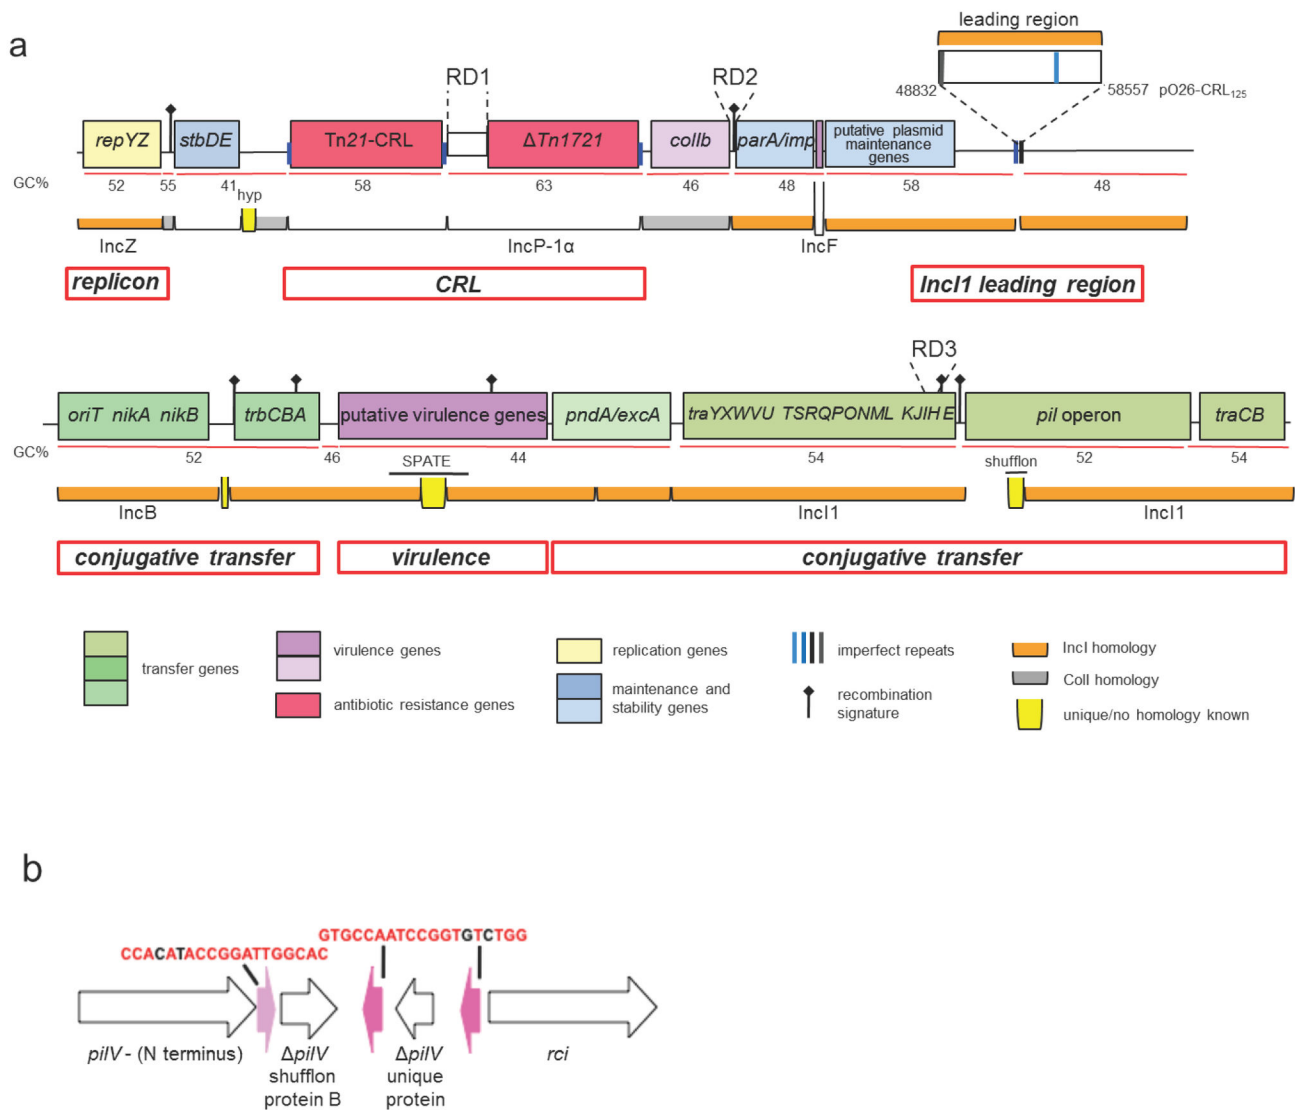 a
leading region
RD1
RD2
48832
58557 pO26-CRL125
repYZ
stbDE
Tn21-CRL
ΔTn1721
collb
parA/imp
putative plasmid
maintenance
genes
GC%
52
55
41
58
63
46
48
58
48
hyp
IncZ
IncP-1α
IncF
replicon
CRL
IncI1 leading region
RD3
oriT nikA nikB
trbCBA
putative virulence genes
pndA/excA
traYXWVU TSRQPONML KJIHE
pil operon
traCB
GC%
52
46
44
54
52
54
SPATE
shufflon
IncB
IncI1
IncI1
conjugative transfer
virulence
conjugative transfer
transfer genes
virulence genes
antibiotic resistance genes
replication genes
maintenance and
stability genes
imperfect repeats
recombination
signature
IncI homology
ColI homology
unique/no homology known
b
GTGCCAATCCGGTGTCTGG
CCACATACCGGATTGGCAC
pilV - (N terminus)
ΔpilV
shufflon
protein B
ΔpilV
unique
protein
rci